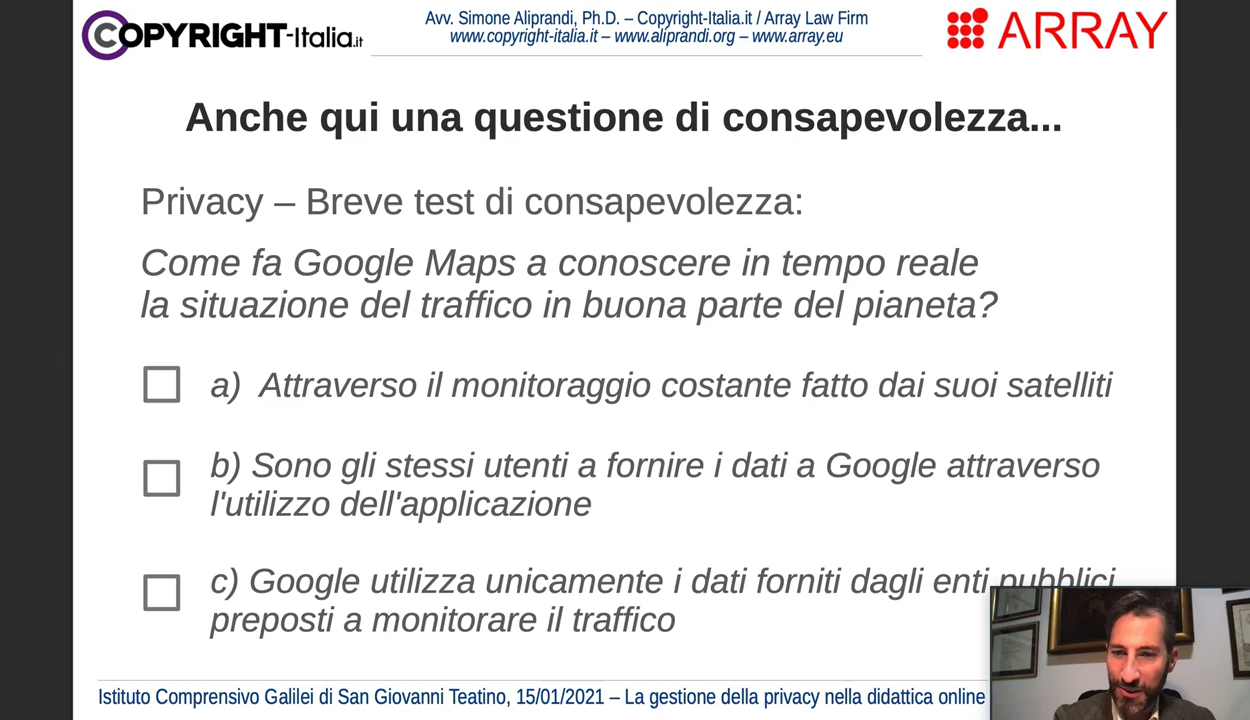 COPYRIGHT-Italia.it
Avv. Simone Aliprandi, Ph.D. – Copyright-Italia.it / Array Law Firm
www.copyright-italia.it – www.aliprandi.org – www.array.eu
ARRAY
Anche qui una questione di consapevolezza...
Privacy – Breve test di consapevolezza:
Come fa Google Maps a conoscere in tempo reale
la situazione del traffico in buona parte del pianeta?
a) Attraverso il monitoraggio costante fatto dai suoi satelliti
b) Sono gli stessi utenti a fornire i dati a Google attraverso
l'utilizzo dell'applicazione
c) Google utilizza unicamente i dati forniti dagli enti pubblici
preposti a monitorare il traffico
Istituto Comprensivo Galilei di San Giovanni Teatino, 15/01/2021 – La gestione della privacy nella didattica online